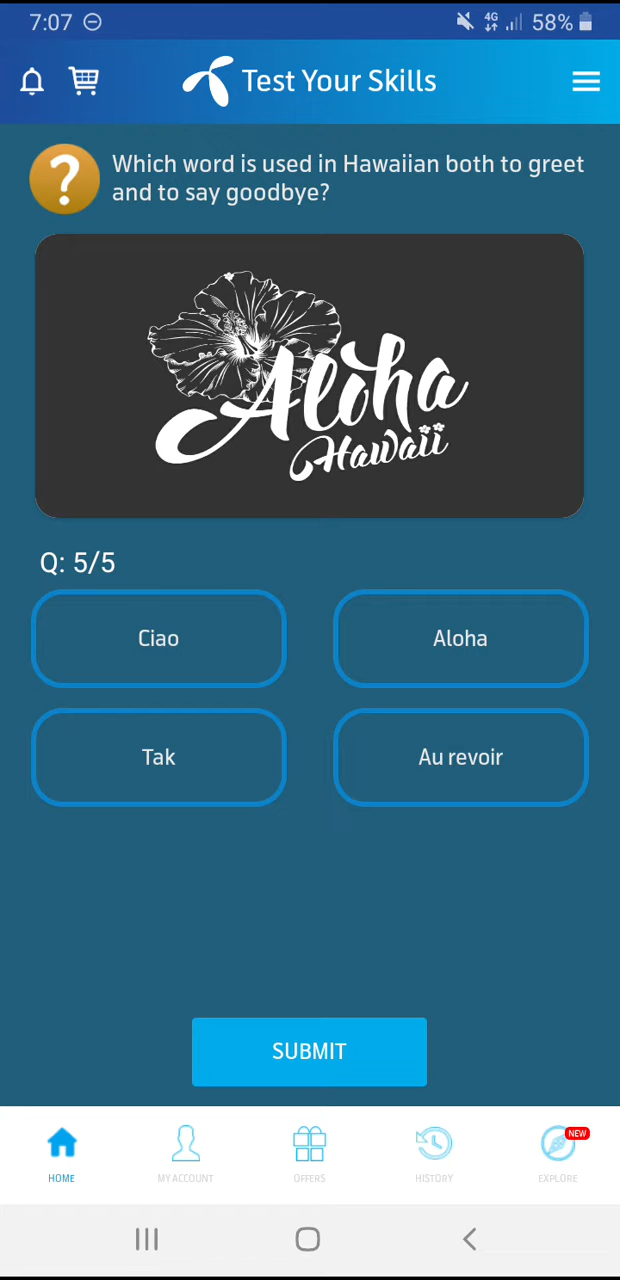 7:07
4G
58%
Test Your Skills
?
Which word is used in Hawaiian both to greet
and to say goodbye?
Aloha
Hawaii
Q: 5/5
Ciao
Aloha
Tak
Au revoir
SUBMIT
NEW
HOME
MY ACCOUNT
OFFERS
HISTORY
EXPLORE